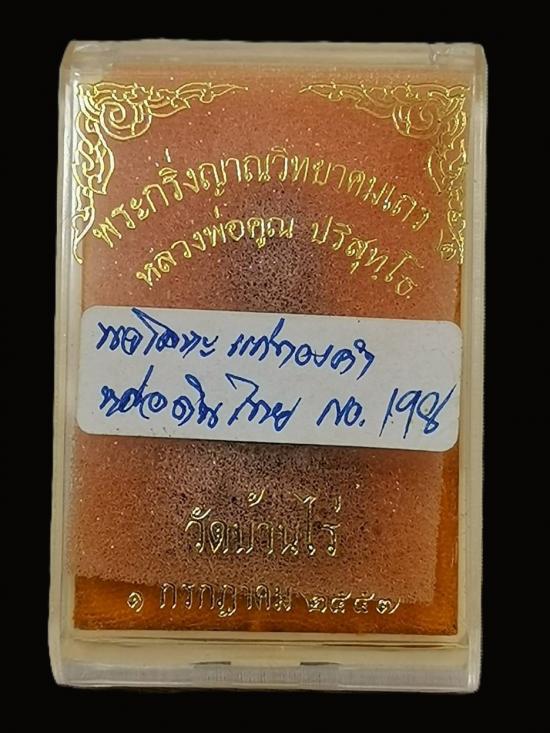 พระกริ่งญาณวิทยาคมเถร
หลวงพ่อคูณ ปริสุทฺโธ
นวโลหะ แก่ทองคำ
หล่อดินไทย NO. 198
วัดบ้านไร่
๑ กรกฎาคม ๒๕๕๗